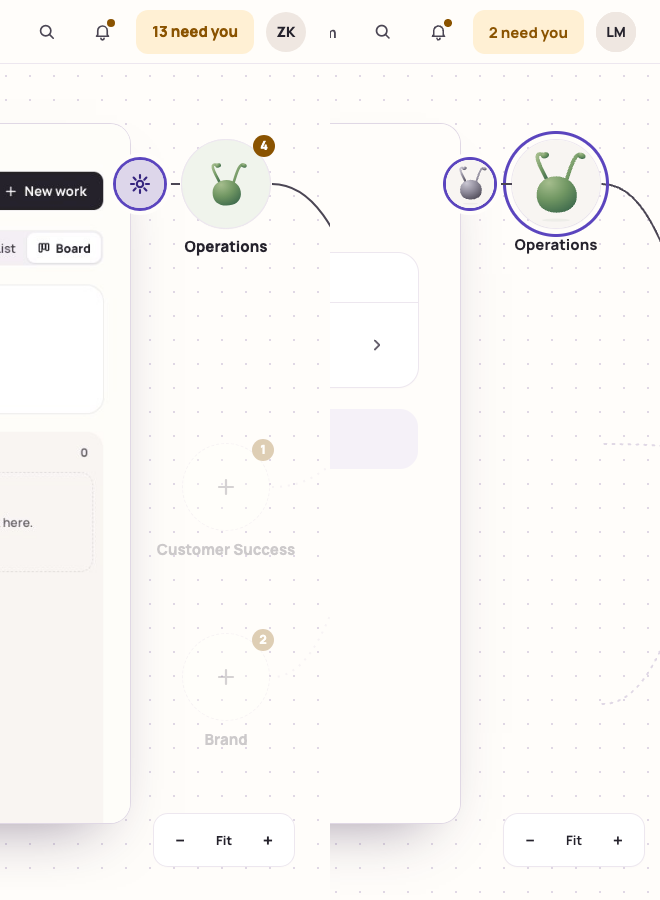 13 need you
ZK
2 need you
LM
4
New work
Operations
Operations
Board
0
1
here.
Customer Success
2
Brand
− Fit +
− Fit +